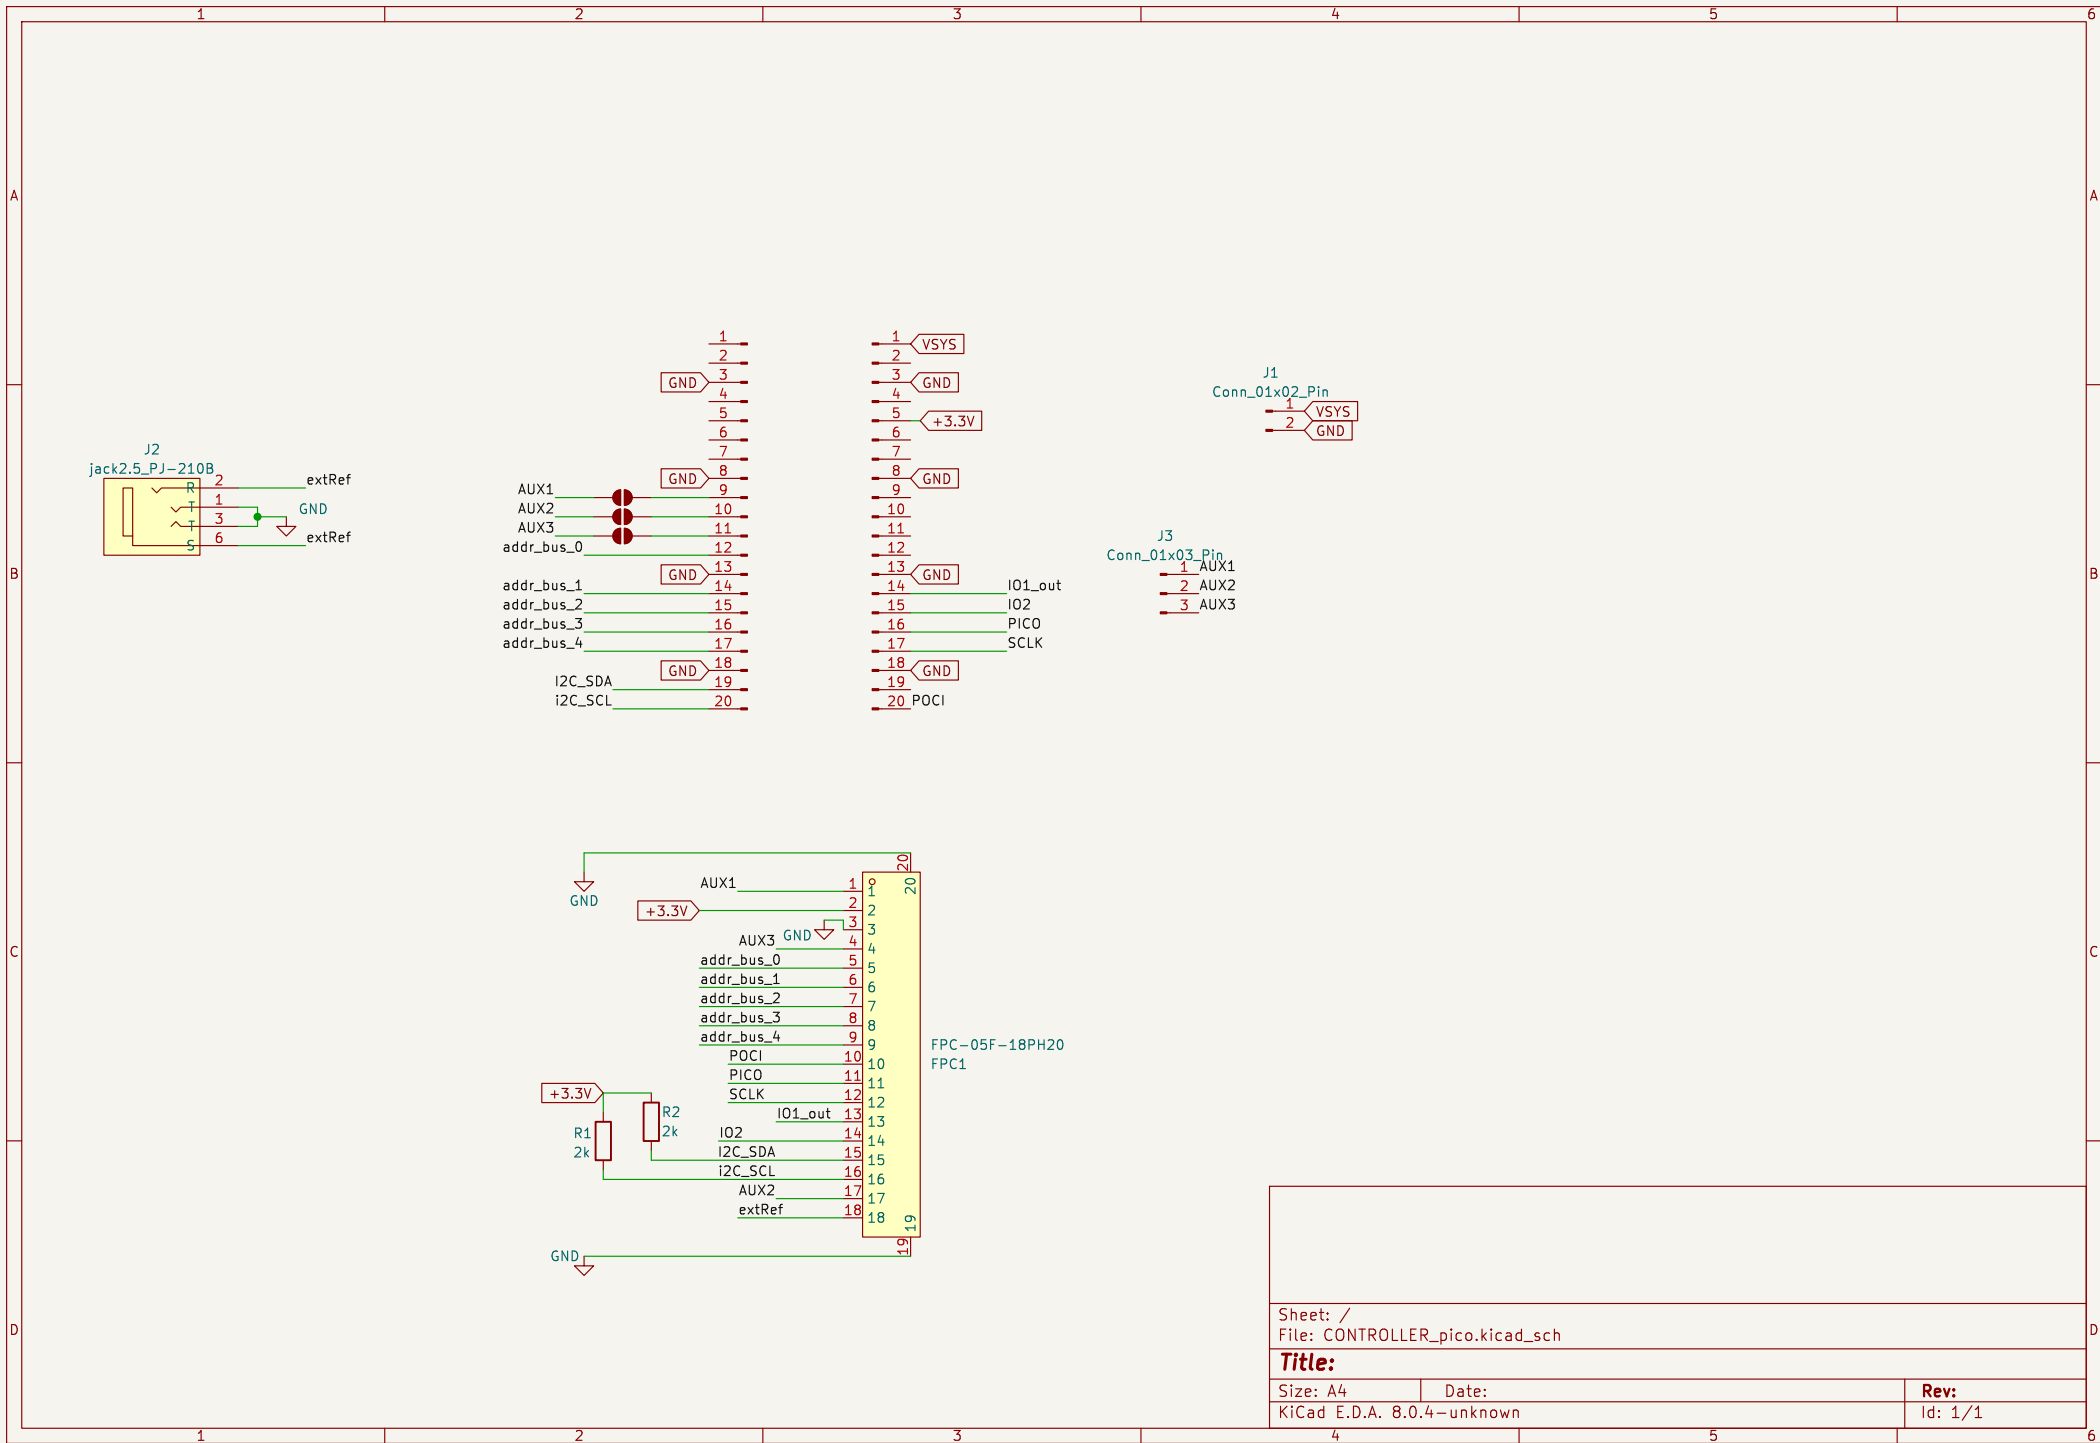 1 2 3 4 5 6
A A
B B
C C
D D
1 2 3 4 5 6
J2
jack2.5_PJ-210B
R 2 extRef
T 1
GND
T 3
S 6 extRef
1
2
GND 3
4
5
6
7
GND 8
AUX1 9
AUX2 10
AUX3 11
addr_bus_0 12
GND 13
addr_bus_1 14
addr_bus_2 15
addr_bus_3 16
addr_bus_4 17
GND 18
I2C_SDA 19
i2C_SCL 20
1 VSYS
2
3 GND
4
5 +3.3V
6
7
8 GND
9
10
11
12
13 GND
14 IO1_out
15 IO2
16 PICO
17 SCLK
18 GND
19
20 POCI
J1
Conn_01x02_Pin
1 VSYS
2 GND
J3
Conn_01x03_Pin
1 AUX1
2 AUX2
3 AUX3
GND
20 20
AUX1 1 1
+3.3V 2 2
GND 3 3
AUX3 4 4
addr_bus_0 5 5
addr_bus_1 6 6
addr_bus_2 7 7
addr_bus_3 8 8
addr_bus_4 9 9
POCI 10 10
PICO 11 11
SCLK 12 12
IO1_out 13 13
IO2 14 14
I2C_SDA 15 15
i2C_SCL 16 16
AUX2 17 17
extRef 18 18
19 19
GND
FPC-05F-18PH20
FPC1
+3.3V
R2
2k
R1
2k
Sheet: /
File: CONTROLLER_pico.kicad_sch
Title:
Size: A4 Date: Rev:
KiCad E.D.A. 8.0.4-unknown Id: 1/1